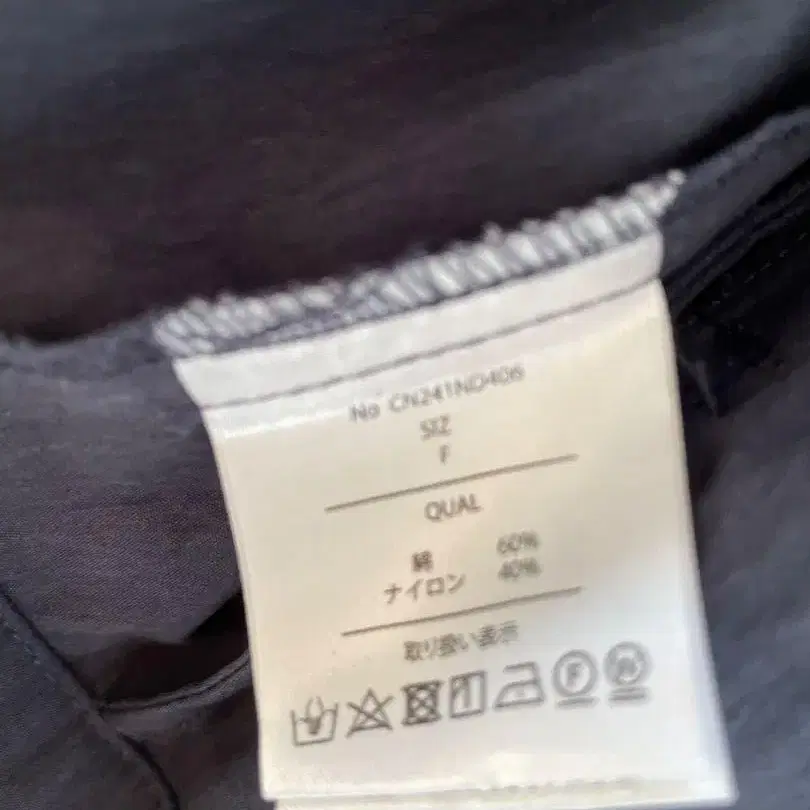 No CN241ND406
SIZ
F
QUAL
綿 60%
ナイロン 40%
取り扱い表示
F W